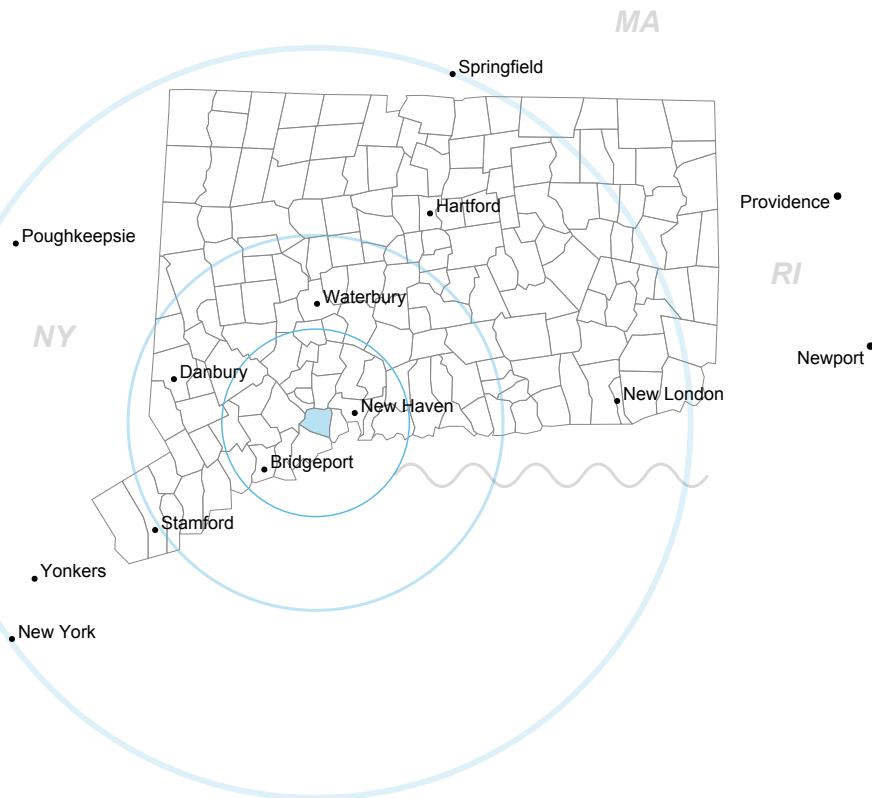 MA
Springfield
Providence
Hartford
Poughkeepsie
RI
Waterbury
NY
Newport
Danbury
New London
New Haven
Bridgeport
Stamford
Yonkers
New York